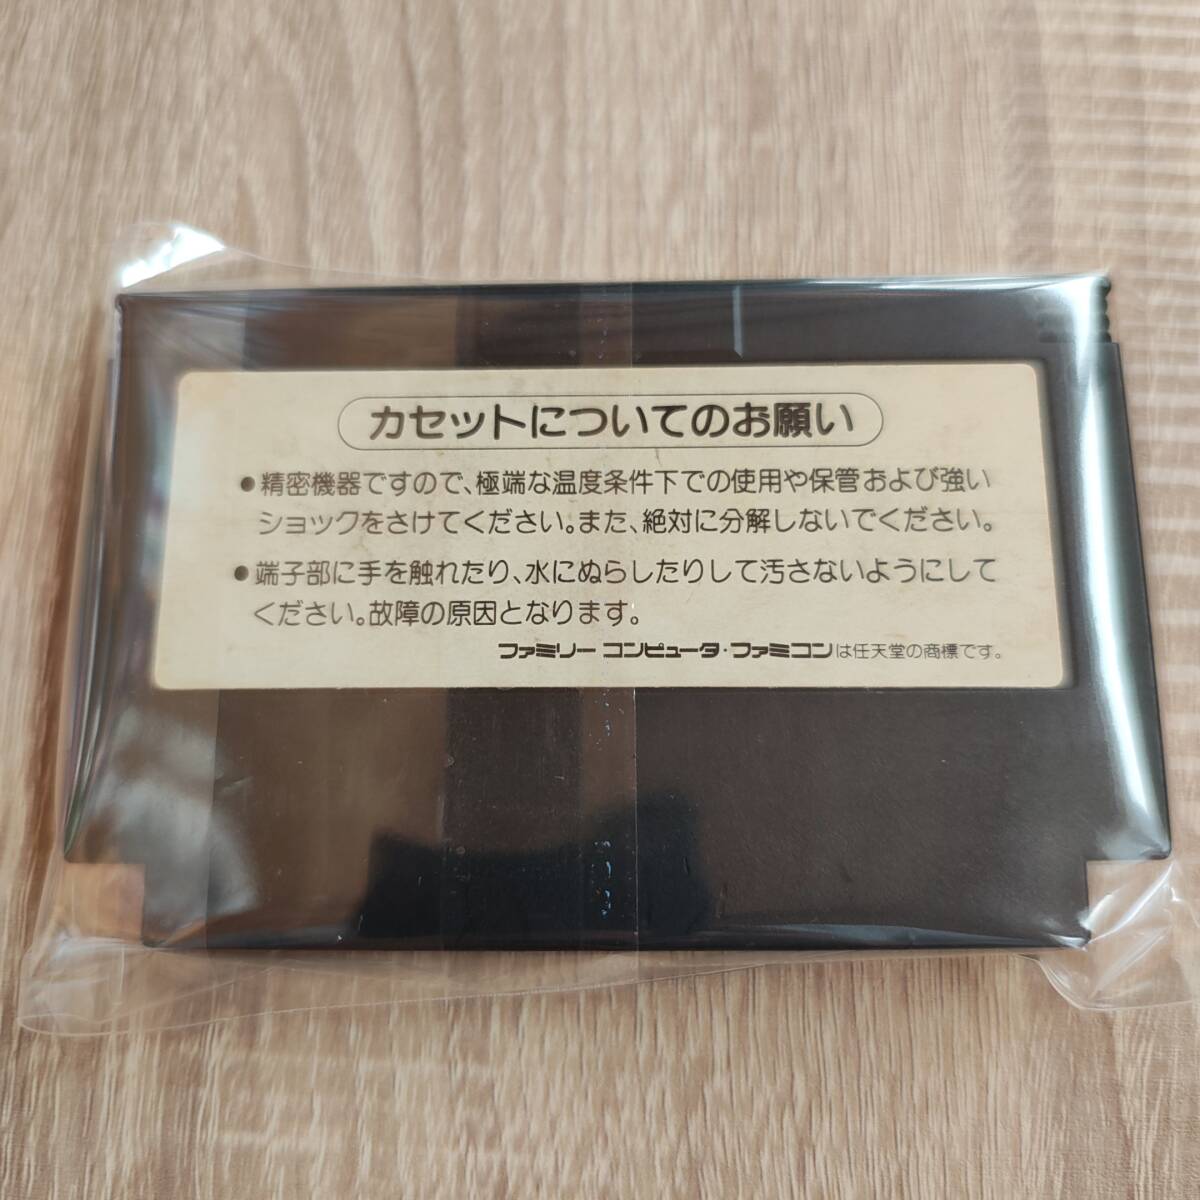 カセットについてのお願い
●精密機器ですので、極端な温度条件下での使用や保管および強い
ショックをさけてください。また、絶対に分解しないでください。
●端子部に手を触れたり、水にぬらしたりして汚さないようにして
ください。故障の原因となります。
ファミリー コンピュータ・ファミコンは任天堂の商標です。